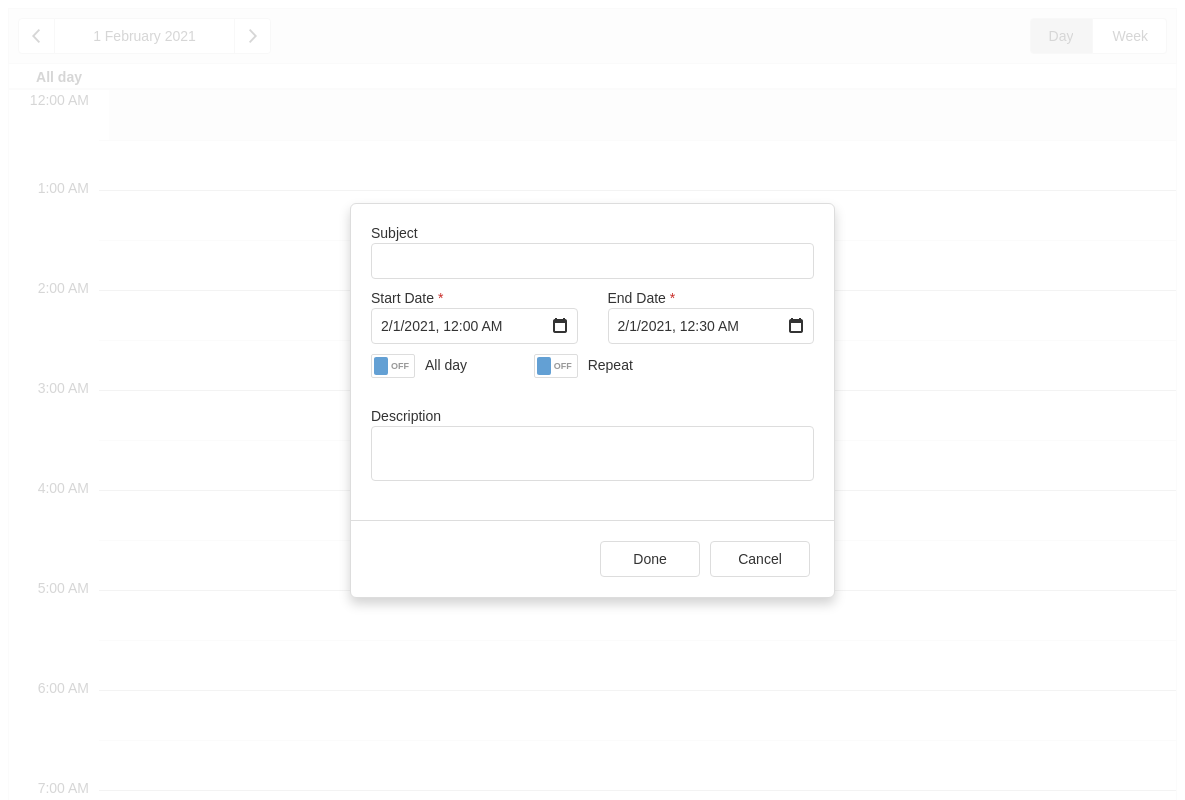 1 February 2021
Day Week
All day
12:00 AM
1:00 AM
2:00 AM
3:00 AM
4:00 AM
5:00 AM
6:00 AM
7:00 AM
Subject
Start Date * End Date *
2/1/2021, 12:00 AM 2/1/2021, 12:30 AM
OFF All day OFF Repeat
Description
Done Cancel